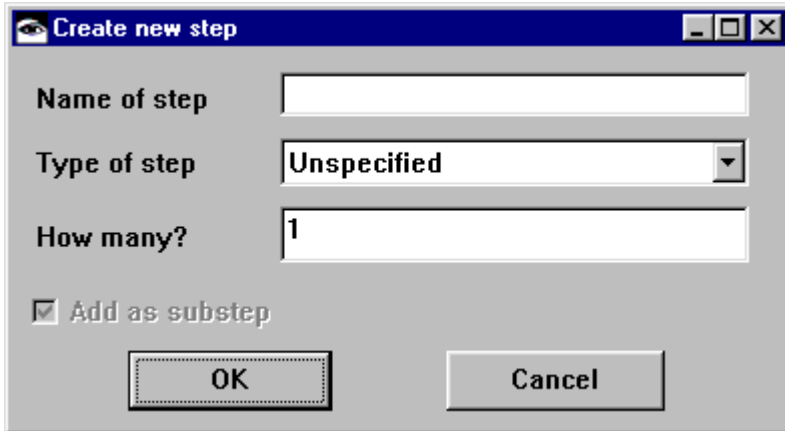 Create new step
Name of step
Type of step Unspecified
How many? 1
Add as substep
OK Cancel